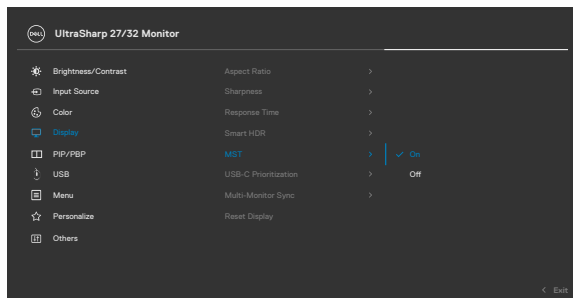 DELL UltraSharp 27/32 Monitor
Brightness/Contrast Aspect Ratio
Input Source Sharpness
Color Response Time
Display Smart HDR
PIP/PBP MST On
USB USB-C Prioritization Off
Menu Multi-Monitor Sync
Personalize Reset Display
Others
Exit